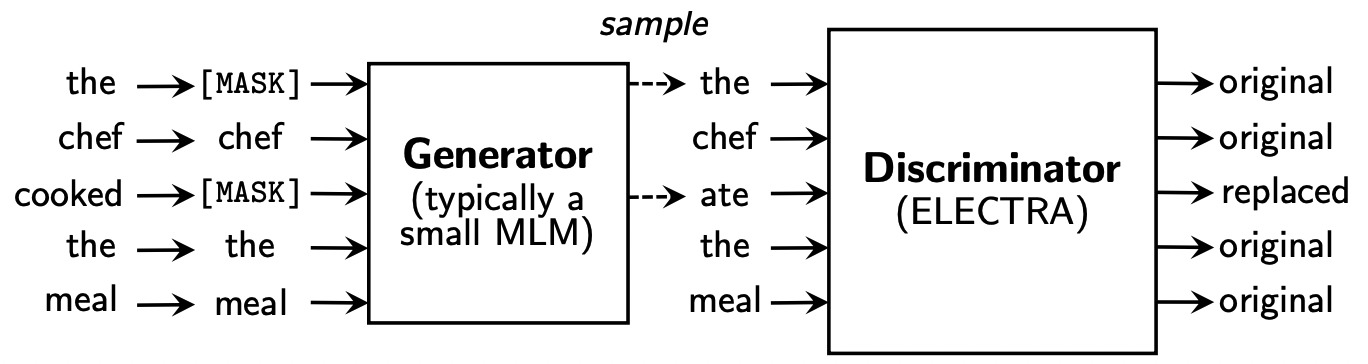 sample
the [MASK] the original
chef chef chef original
Generator
Discriminator
cooked [MASK] (typically a ate (ELECTRA) replaced
small MLM)
the the the original
meal meal meal original